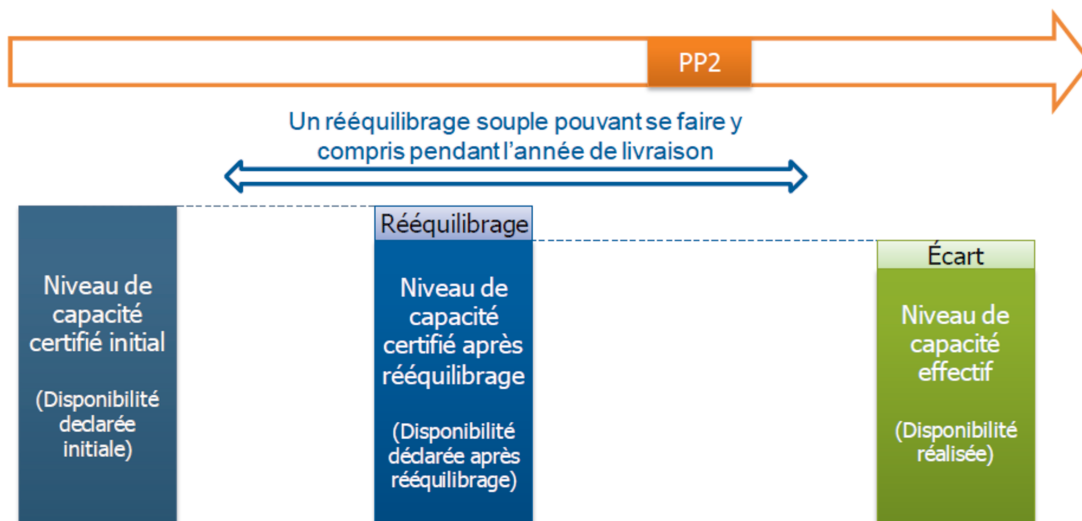 PP2
Un rééquilibrage souple pouvant se faire y
compris pendant l'année de livraison
Niveau de
capacité
certifié initial
(Disponibilité
declarée
initiale)
Rééquilibrage
Niveau de
capacité
certifié après
rééquilibrage
(Disponibilité
déclarée après
rééquilibrage)
Écart
Niveau de
capacité
effectif
(Disponibilité
réalisée)